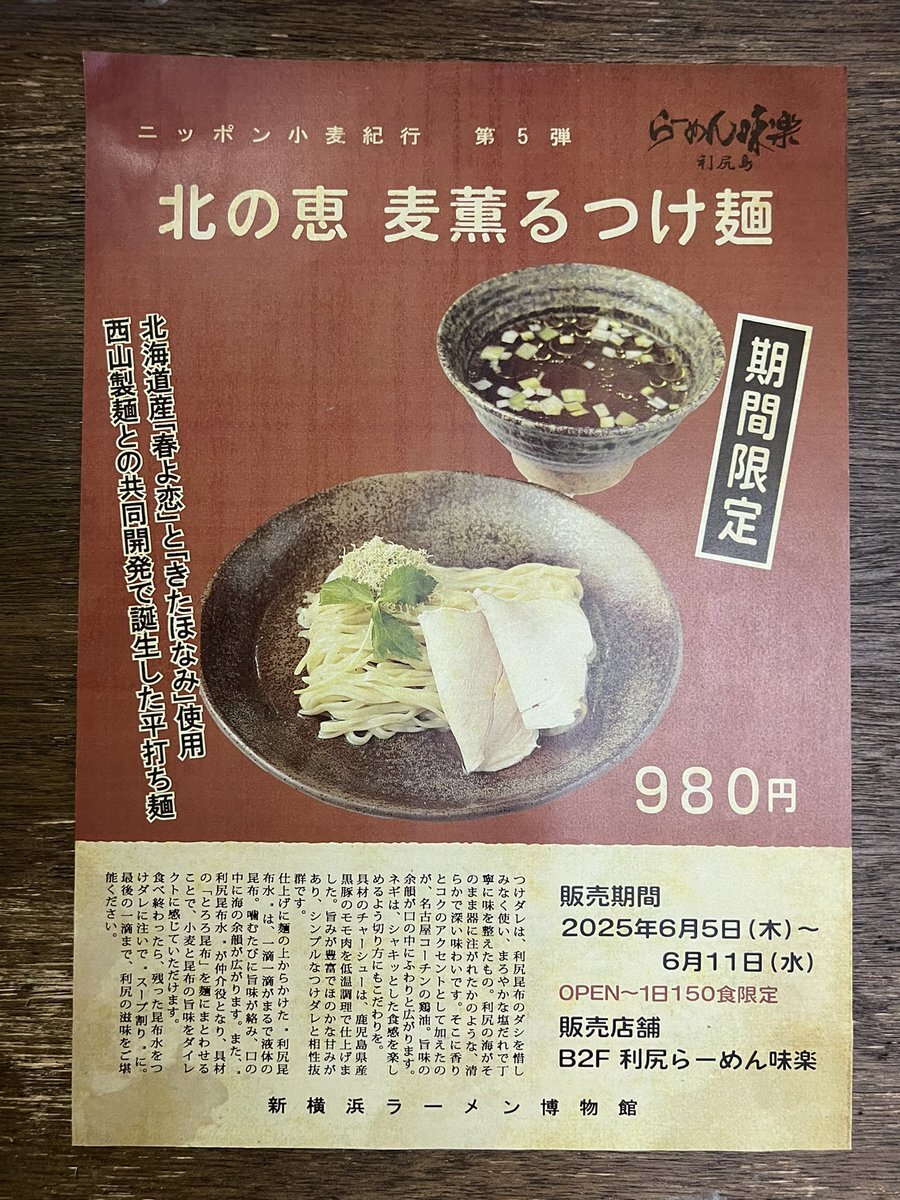 ニッポン小麦紀行 第5弾
らーめん味楽
利尻島
北の恵 麦薫るつけ麺
期間限定
北海道産「春よ恋」と「きたほなみ」使用
西山製麺との共同開発で誕生した平打ち麺
980円
つけダレは、利尻昆布のダシを惜し
みなく使い、まろやかな塩だれで丁
寧に味を整えたもの。利尻の海がそ
のまま器に注がれたかのような、清
らかで深い味わいです。そこに香り
とコクのアクセントとして加えたの
が、名古屋コーチンの鶏油。旨味の
余韻が口の中にふわりと広がります。
ネギは、シャキッとした食感を楽し
めるよう切り方にもこだわりを。
具材のチャーシューは、鹿児島県産
黒豚のモモ肉を低温調理で仕上げま
した。旨みが豊富でほのかな甘みが
あり、シンプルなつけダレと相性抜
群です。
仕上げに麺の上からかけた“利尻昆
布水”は、一滴一滴がまるで液体の
昆布。噛むたびに旨味が絡み、口の
中に海の余韻が広がります。また、“
利尻昆布水”が仲介役となり、具材
の「とろろ昆布」を麺にまとわせる
ことで、小麦と昆布の旨味をダイレ
クトに感じていただけます。
食べ終わったら、残った昆布水をつ
けダレに注いで“スープ割り”に。
最後の一滴まで、利尻の滋味をご堪
能ください。
販売期間
2025年6月5日(木)～
6月11日(水)
OPEN～1日150食限定
販売店舗
B2F 利尻らーめん味楽
新横浜ラーメン博物館